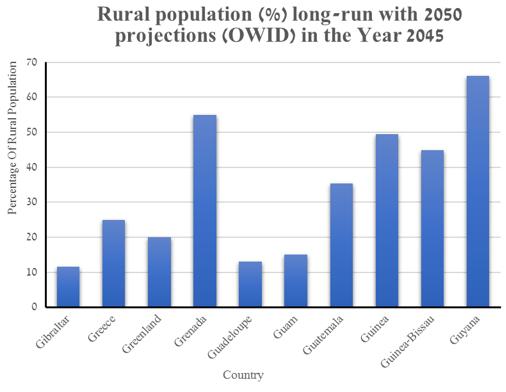 Rural population (%) long-run with 2050
projections (OWID) in the Year 2045
Percentage Of Rural Population
70
60
50
40
30
20
10
0
Gibraltar
Greece
Greenland
Grenada
Guadeloupe
Guam
Guatemala
Guinea
Guinea-Bissau
Guyana
Country